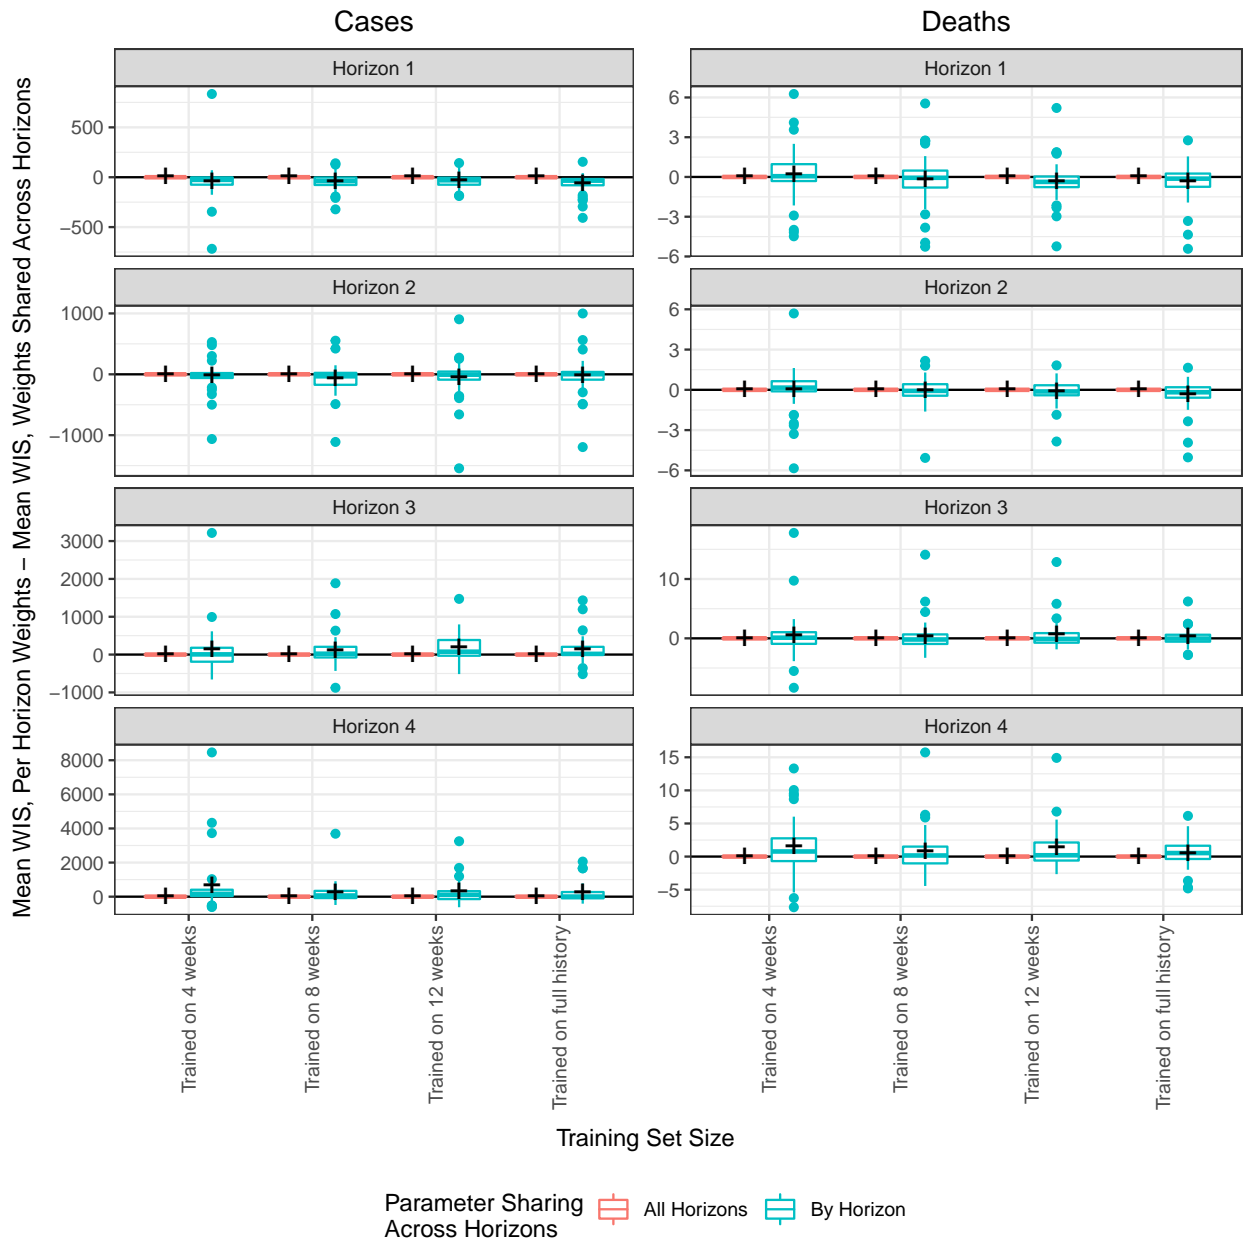 Cases
Deaths
Mean WIS, Per Horizon Weights – Mean WIS, Weights Shared Across Horizons
Horizon 1
500
0
−500
Horizon 1
6
3
0
−3
−6
Horizon 2
1000
0
−1000
Horizon 2
6
3
0
−3
−6
Horizon 3
3000
2000
1000
0
−1000
Horizon 3
10
0
Horizon 4
8000
6000
4000
2000
0
Horizon 4
15
10
5
0
−5
Trained on 4 weeks
Trained on 8 weeks
Trained on 12 weeks
Trained on full history
Trained on 4 weeks
Trained on 8 weeks
Trained on 12 weeks
Trained on full history
Training Set Size
Parameter Sharing
Across Horizons
All Horizons
By Horizon